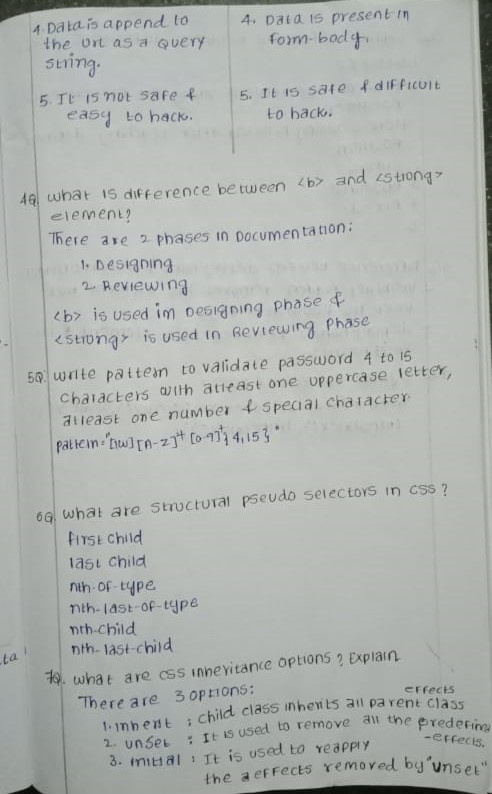 4. Data is append to
the url as a query
string.
4. Data is present in
form-body.
5. It is not safe &
easy to hack.
5. It is safe & difficult
to hack.
4Q. what is difference between <b> and <strong>
element?
There are 2 phases in Documentation:
1. Designing
2. Reviewing
<b> is used in Designing phase &
<strong> is used in Reviewing Phase
5Q. write pattern to validate password 4 to 15
characters with atleast one uppercase letter,
atleast one number & special character
pattern=
6Q. what are structural pseudo selectors in css?
first child
last child
nth-of-type
nth-last-of-type
nth-child
nth-last-child
ta
7Q. what are css inheritance options? Explain
There are 3 options:
effects
1. inherit : child class inherits all parent class
2. unset : It is used to remove all the predefine
-effects.
3. initial : It is used to reapply
the aeffects removed by "unset"